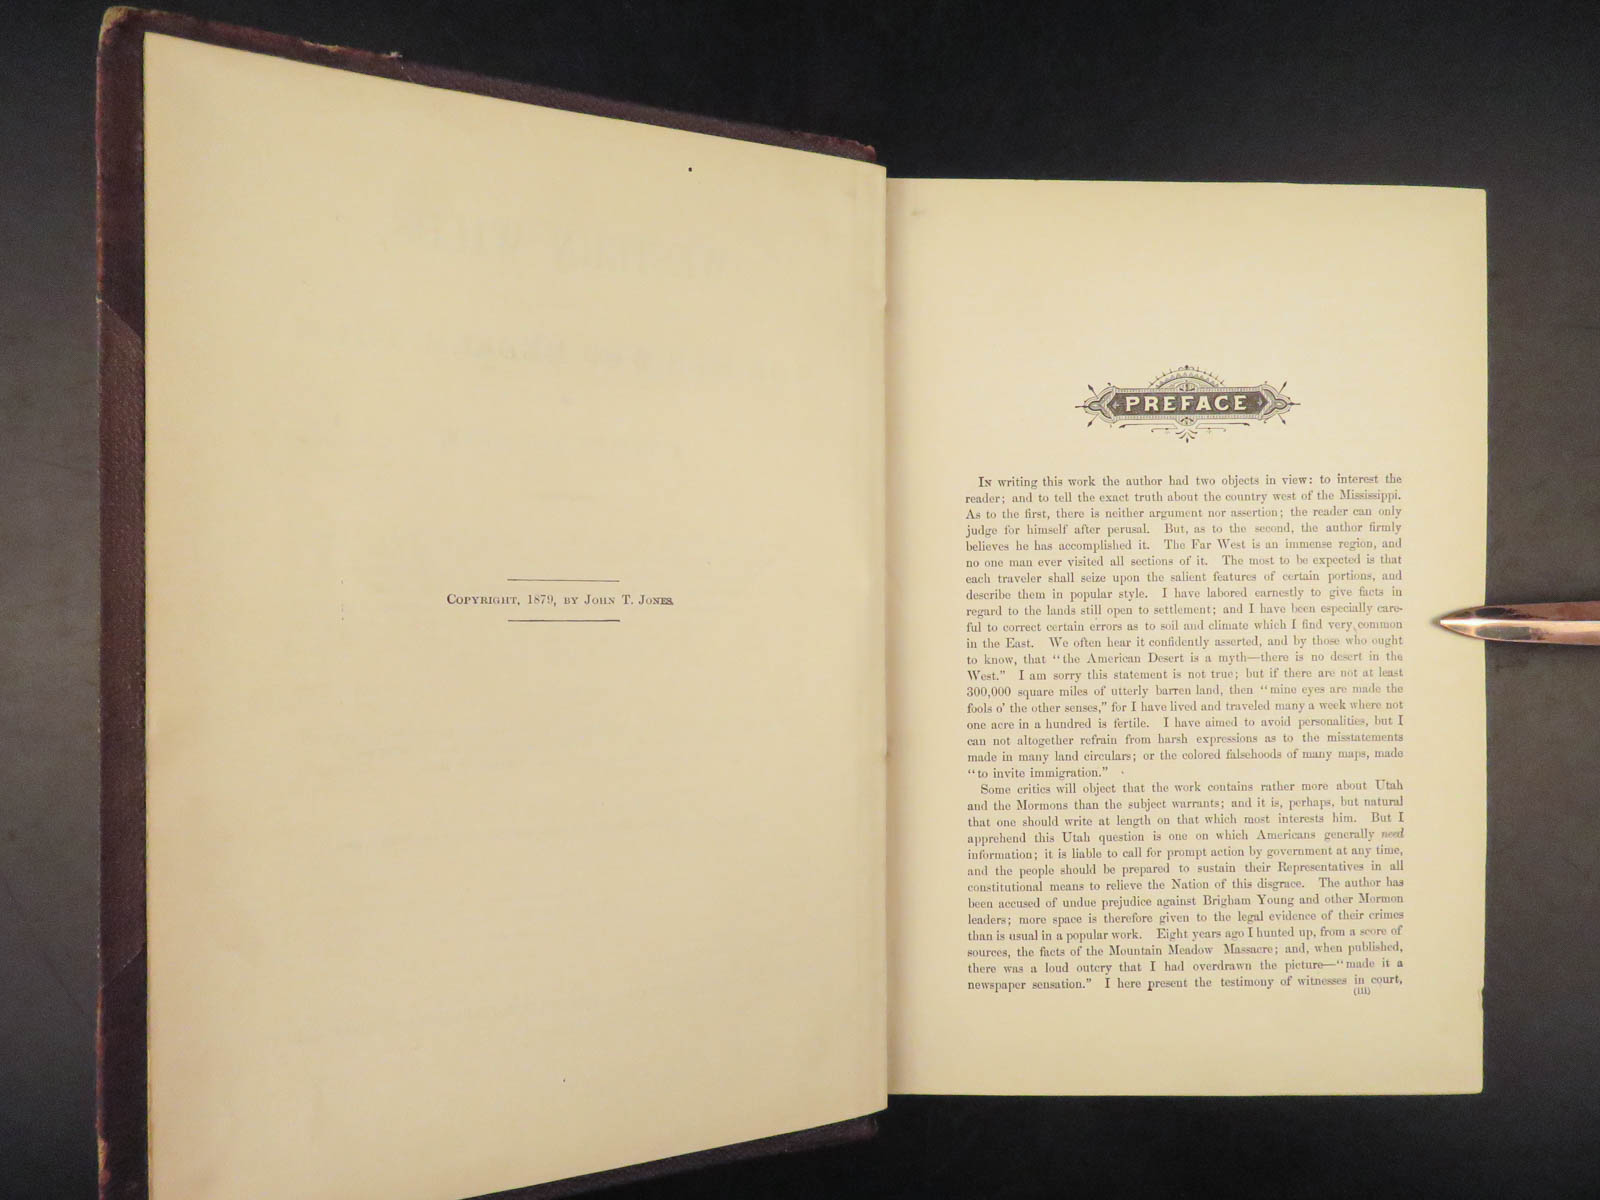 COPYRIGHT, 1879, BY JOHN T. JONES.
PREFACE
IN writing this work the author had two objects in view: to interest the
reader; and to tell the exact truth about the country west of the Mississippi.
As to the first, there is neither argument nor assertion; the reader can only
judge for himself after perusal. But, as to the second, the author firmly
believes he has accomplished it. The Far West is an immense region, and
no one man ever visited all sections of it. The most to be expected is that
each traveler shall seize upon the salient features of certain portions, and
describe them in popular style. I have labored earnestly to give facts in
regard to the lands still open to settlement; and I have been especially care-
ful to correct certain errors as to soil and climate which I find very common
in the East. We often hear it confidently asserted, and by those who ought
to know, that “the American Desert is a myth—there is no desert in the
West.” I am sorry this statement is not true; but if there are not at least
300,000 square miles of utterly barren land, then “mine eyes are made the
fools o’ the other senses,” for I have lived and traveled many a week where not
one acre in a hundred is fertile. I have aimed to avoid personalities, but I
can not altogether refrain from harsh expressions as to the misstatements
made in many land circulars; or the colored falsehoods of many maps, made
“to invite immigration.”
Some critics will object that the work contains rather more about Utah
and the Mormons than the subject warrants; and it is, perhaps, but natural
that one should write at length on that which most interests him. But I
apprehend this Utah question is one on which Americans generally need
information; it is liable to call for prompt action by government at any time,
and the people should be prepared to sustain their Representatives in all
constitutional means to relieve the Nation of this disgrace. The author has
been accused of undue prejudice against Brigham Young and other Mormon
leaders; more space is therefore given to the legal evidence of their crimes
than is usual in a popular work. Eight years ago I hunted up, from a score of
sources, the facts of the Mountain Meadow Massacre; and, when published,
there was a loud outcry that I had overdrawn the picture—“made it a
newspaper sensation.” I here present the testimony of witnesses in court,
(iii)